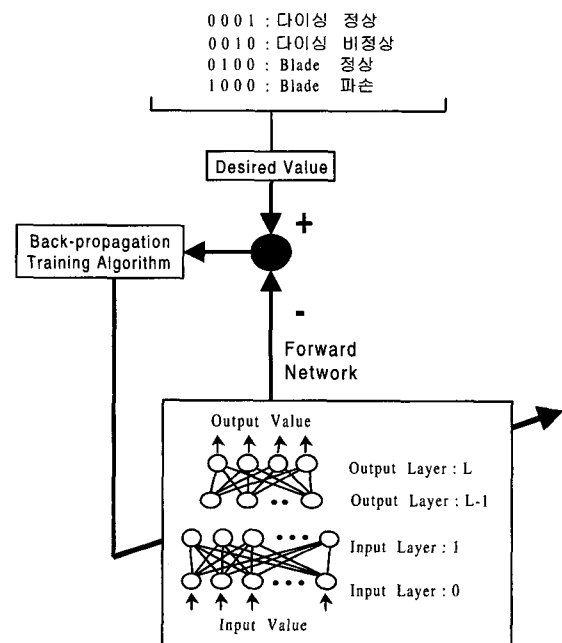 0001 : 다이싱 정상
0010 : 다이싱 비정상
0100 : Blade 정상
1000 : Blade 파손
Desired Value
+
Back-propagation
Training Algorithm
-
Forward
Network
Output Value
Output Layer : L
Output Layer : L-1
Input Layer : 1
Input Layer : 0
Input Value